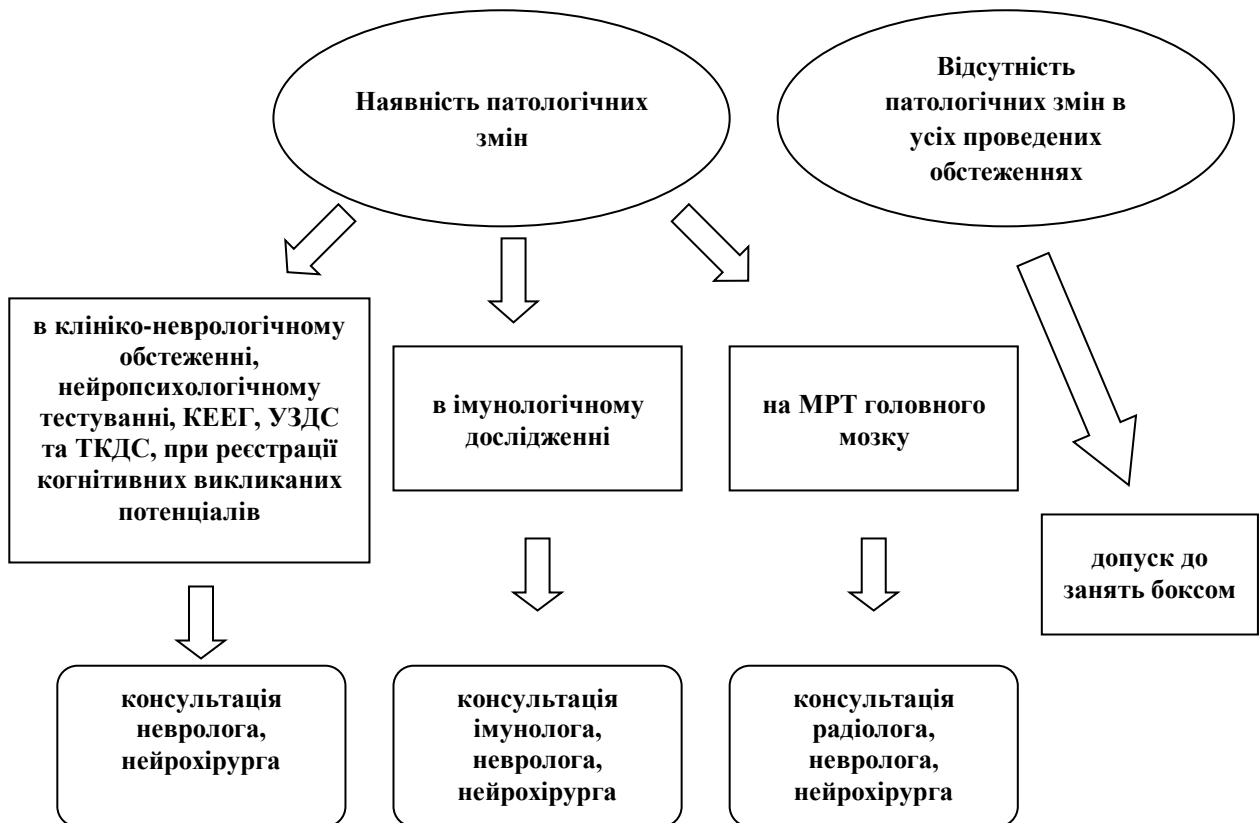 Наявність патологічних
змін
Відсутність
патологічних змін в
усіх проведених
обстеженнях
в клініко-неврологічному
обстеженні,
нейропсихологічному
тестуванні, КЕЕГ, УЗДС
та ТКДС, при реєстрації
когнітивних викликаних
потенціалів
в імунологічному
дослідженні
на МРТ головного
мозку
допуск до
занять боксом
консультація
невролога,
нейрохірурга
консультація
імунолога,
невролога,
нейрохірурга
консультація
радіолога,
невролога,
нейрохірурга